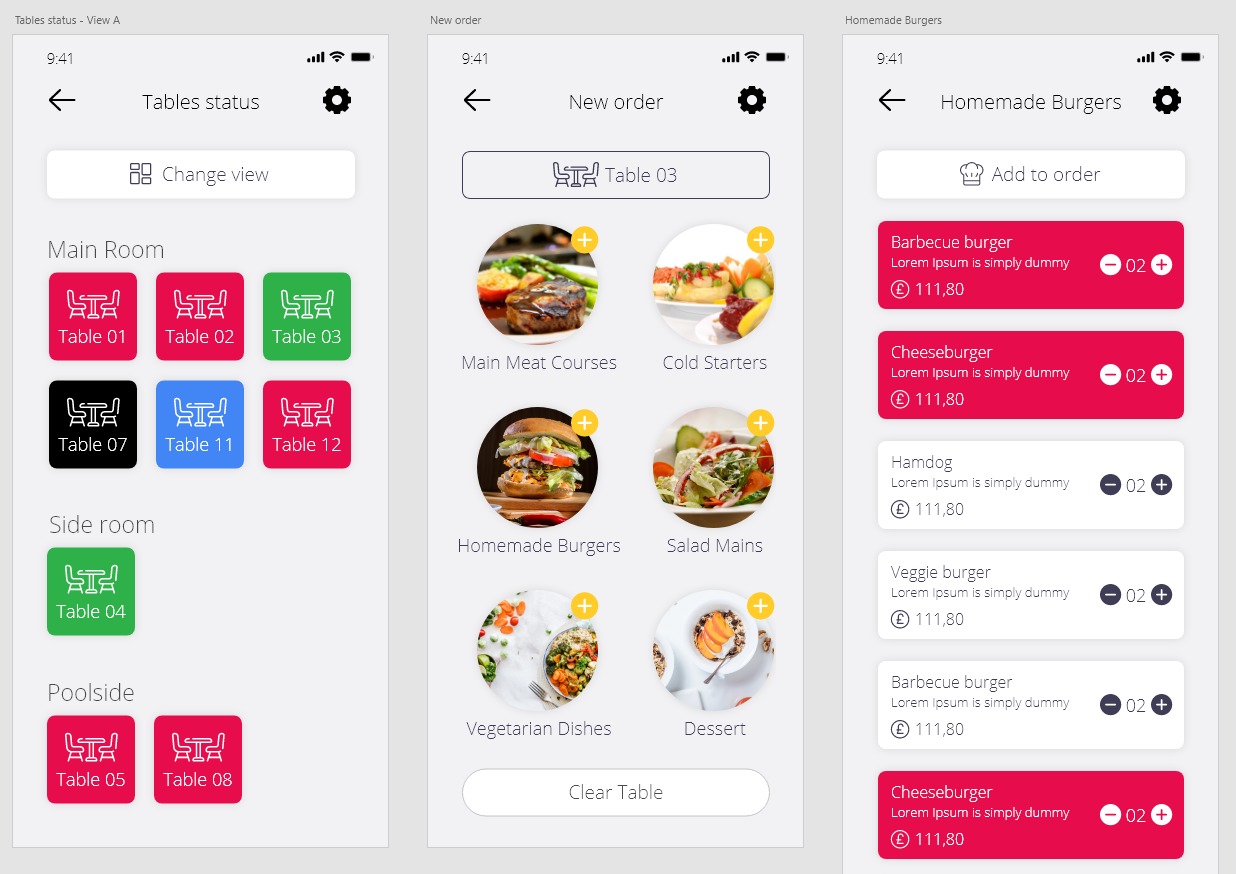 Tables status - View A
9:41
Tables status
Change view
Main Room
Table 01
Table 02
Table 03
Table 07
Table 11
Table 12
Side room
Table 04
Poolside
Table 05
Table 08
New order
9:41
New order
Table 03
Main Meat Courses
Cold Starters
Homemade Burgers
Salad Mains
Vegetarian Dishes
Dessert
Clear Table
Homemade Burgers
9:41
Homemade Burgers
Add to order
Barbecue burger
Lorem Ipsum is simply dummy
02
£ 111,80
Cheeseburger
Lorem Ipsum is simply dummy
02
£ 111,80
Hamdog
Lorem Ipsum is simply dummy
02
£ 111,80
Veggie burger
Lorem Ipsum is simply dummy
02
£ 111,80
Barbecue burger
Lorem Ipsum is simply dummy
02
£ 111,80
Cheeseburger
Lorem Ipsum is simply dummy
02
£ 111,80